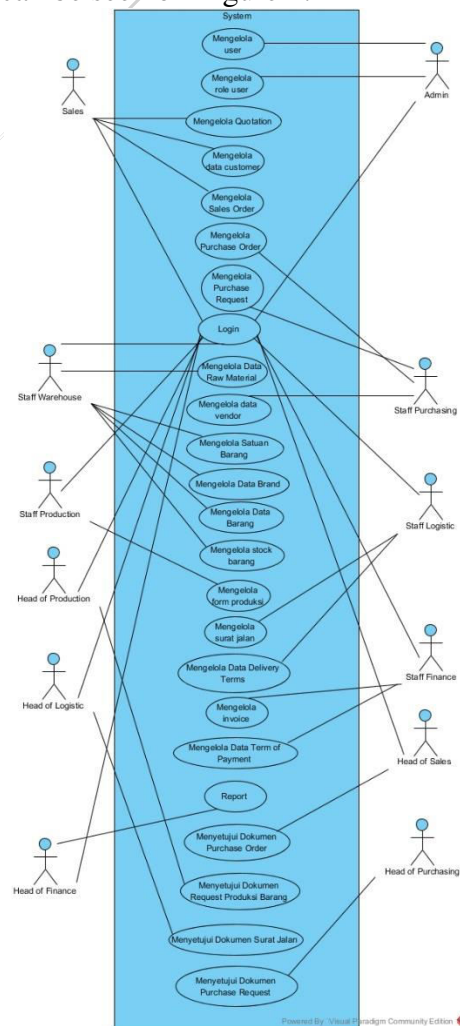 System
Mengelola
user
Mengelola
role user
Admin
Sales
Mengelola Quotation
Mengelola
data customer
Mengelola
Sales Order
Mengelola
Purchase Order
Mengelola
Purchase
Request
Login
Staff Warehouse
Mengelola Data
Raw Material
Mengelola data
vendor
Staff Purchasing
Mengelola Satuan
Barang
Mengelola Data Brand
Mengelola Data
Barang
Staff Production
Staff Logistic
Mengelola stock
barang
Head of Production
Mengelola
form produksi
Mengelola
surat jalan
Mengelola Data Delivery
Terms
Head of Logistic
Staff Finance
Mengelola
invoice
Mengelola Data Term of
Payment
Head of Sales
Report
Menyetujui Dokumen
Purchase Order
Head of Finance
Head of Purchasing
Menyetujui Dokumen
Request Produksi Barang
Menyetujui Dokumen Surat Jalan
Menyetujui Dokumen
Purchase Request
Powered By Visual Paradigm Community Edition